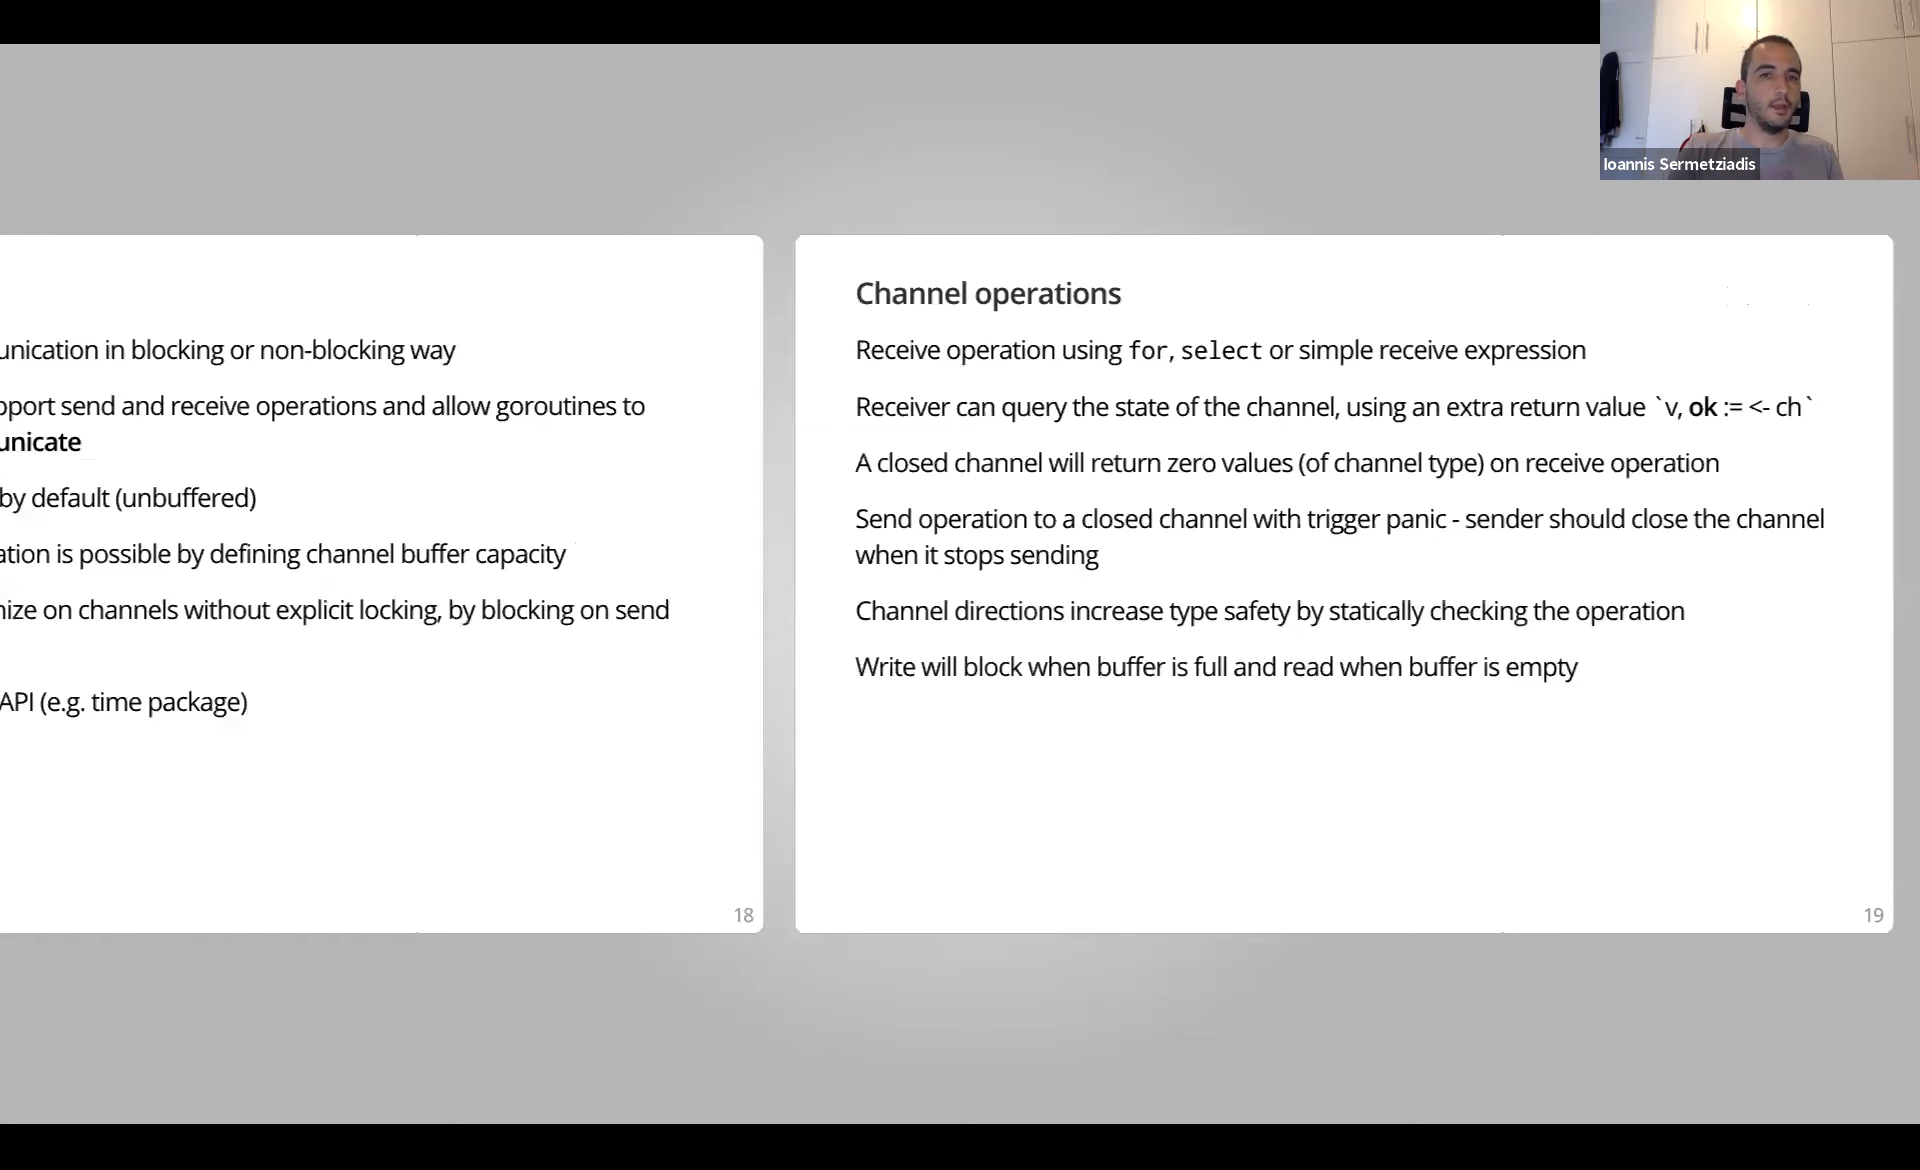 Ioannis Sermetziadis
unication in blocking or non-blocking way
pport send and receive operations and allow goroutines to
unicate
by default (unbuffered)
ation is possible by defining channel buffer capacity
nize on channels without explicit locking, by blocking on send
API (e.g. time package)
18
Channel operations
Receive operation using for, select or simple receive expression
Receiver can query the state of the channel, using an extra return value `v, ok := <- ch`
A closed channel will return zero values (of channel type) on receive operation
Send operation to a closed channel with trigger panic - sender should close the channel
when it stops sending
Channel directions increase type safety by statically checking the operation
Write will block when buffer is full and read when buffer is empty
19